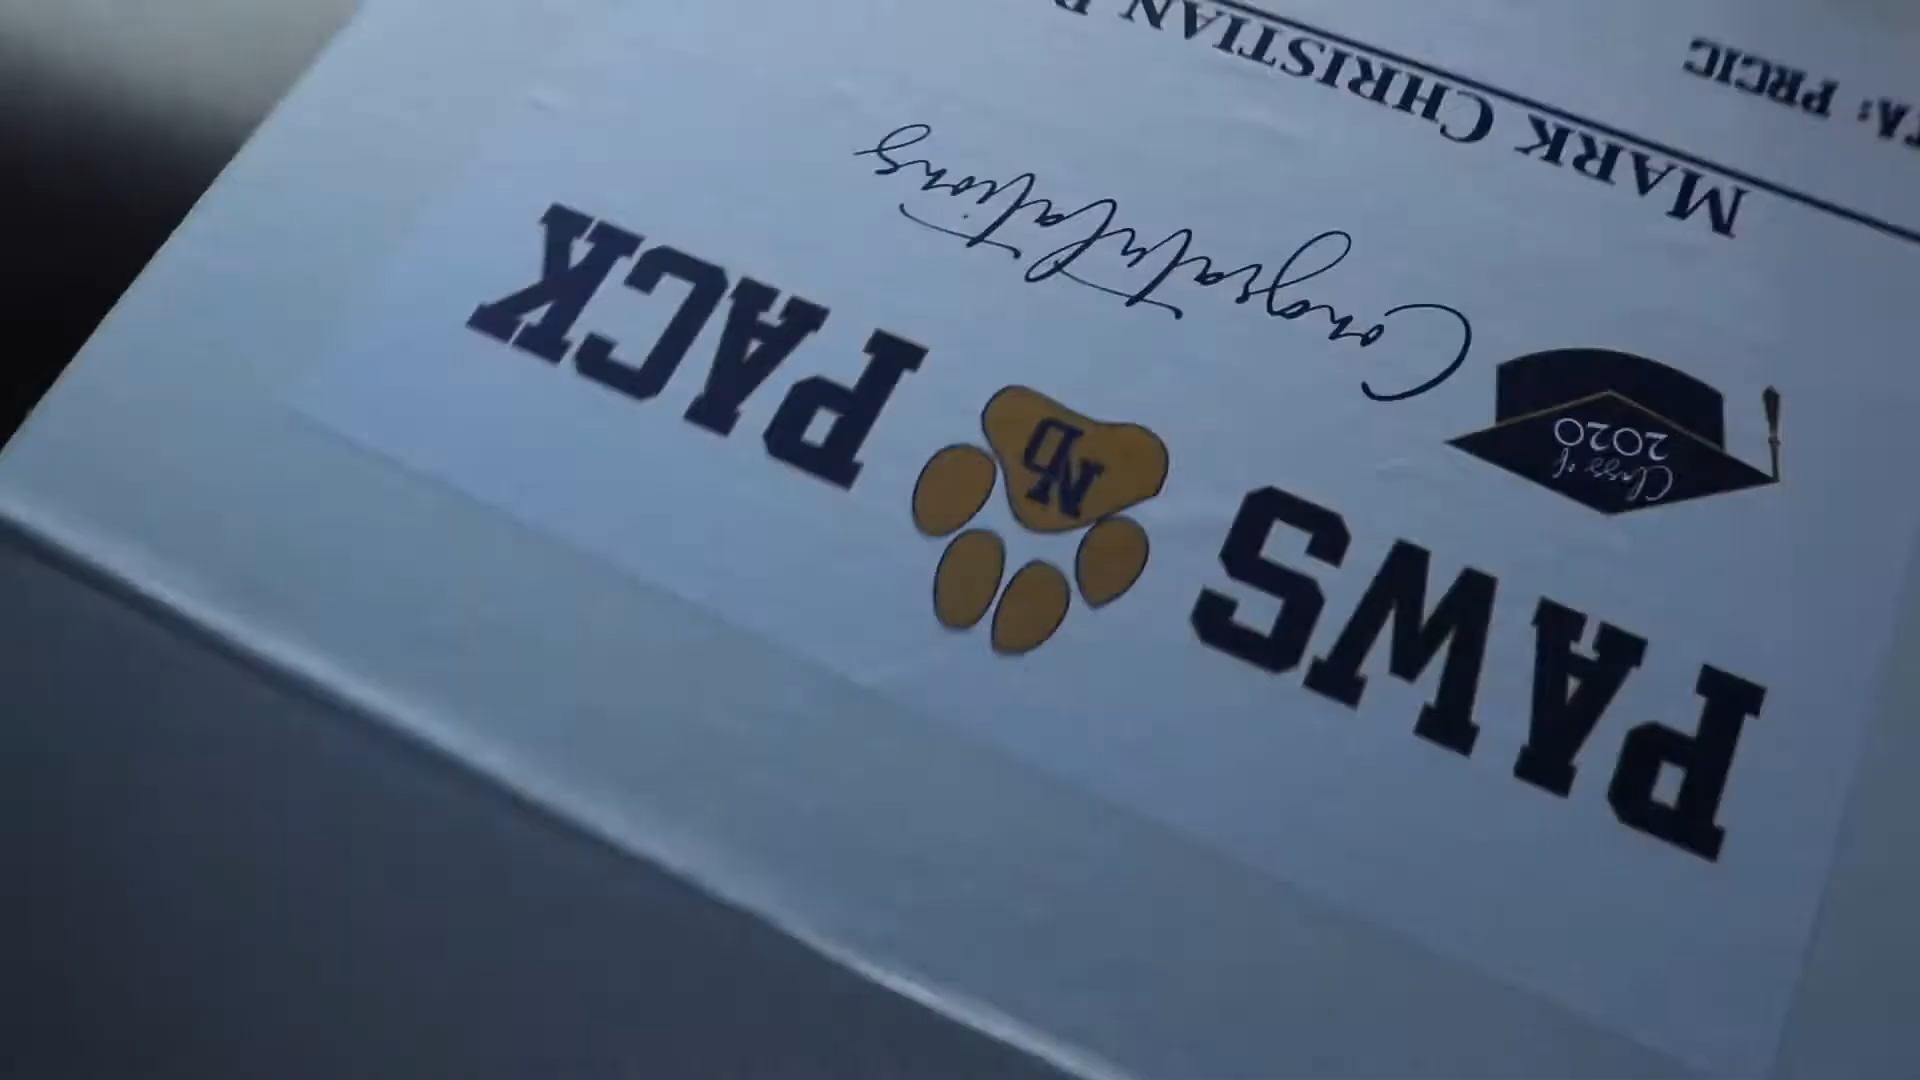 PAWS ND PACK
Class of
2020
Congratulations
MARK CHRISTIAN
PRCIC